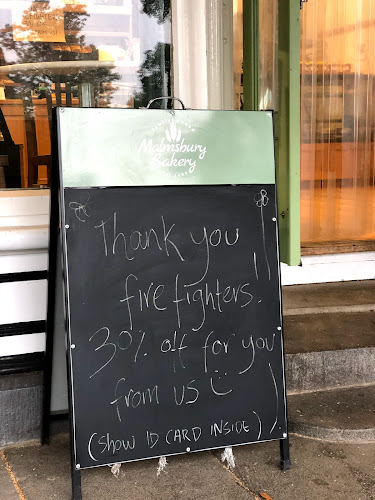 Malmsbury
Bakery
Thank you
fire fighters.
30% off for you
from us
(SHOW ID CARD INSIDE)